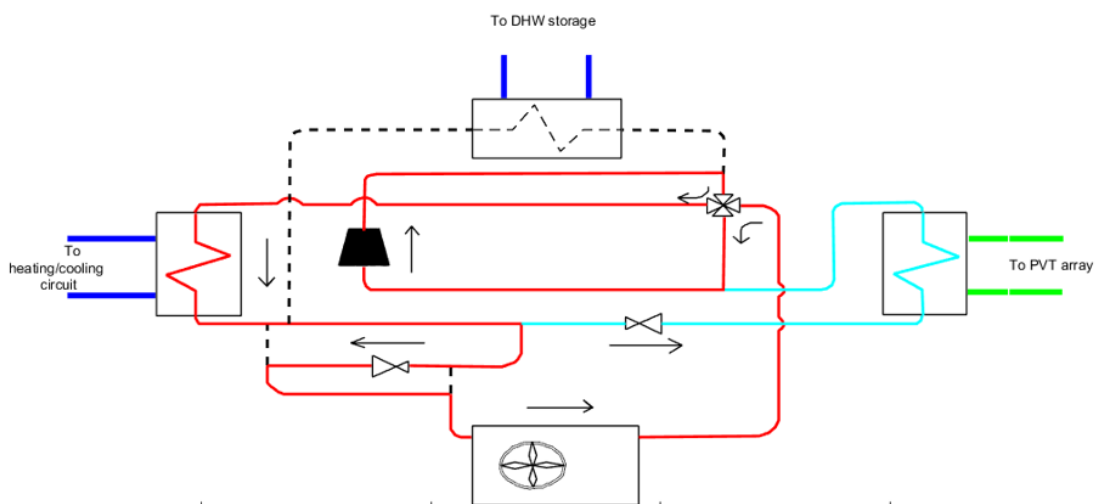 To DHW storage
To
heating/cooling
circuit
To PVT array